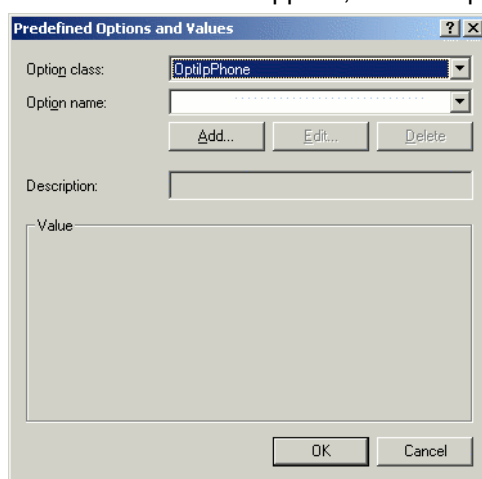 Predefined Options and Values
Option class: OptiIpPhone
Option name:
Add... Edit... Delete
Description:
Value
OK Cancel